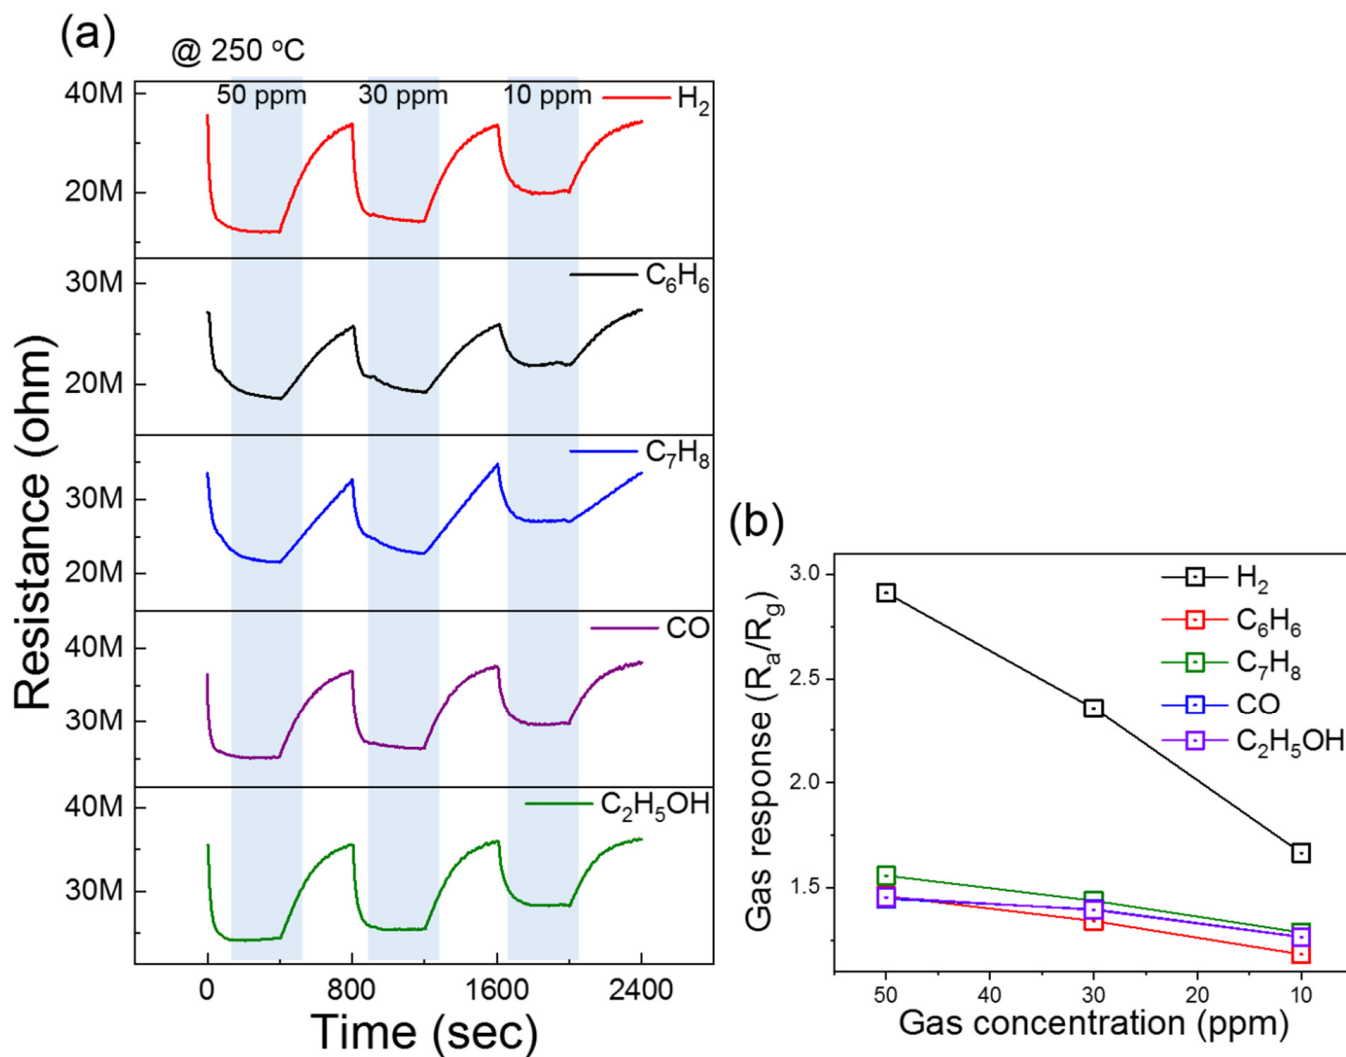 (a)
@ 250 °C
50 ppm 30 ppm 10 ppm
H₂
40M
20M
C₆H₆
30M
20M
C₇H₈
30M
20M
CO
40M
30M
C₂H₅OH
40M
30M
Resistance (ohm)
0 800 1600 2400
Time (sec)
(b)
3.0
2.5
2.0
1.5
Gas response (Rₐ/R_g)
H₂
C₆H₆
C₇H₈
CO
C₂H₅OH
50 40 30 20 10
Gas concentration (ppm)